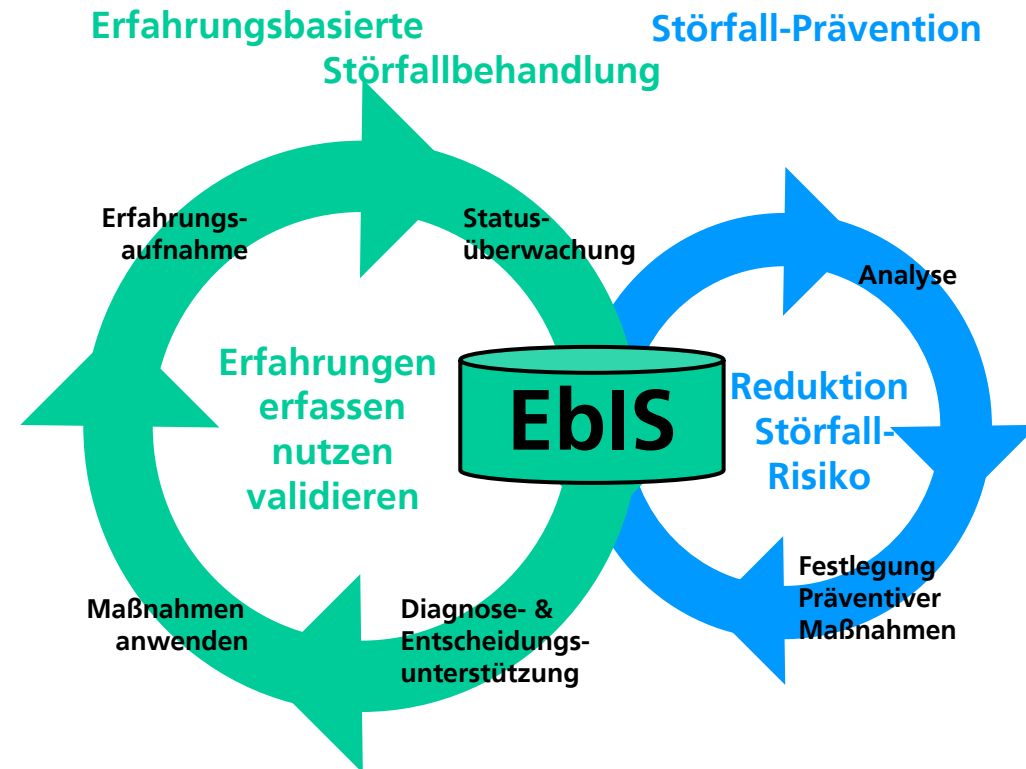 Erfahrungsbasierte
Störfallbehandlung
Störfall-Prävention
Erfahrungs-
aufnahme
Status-
überwachung
Analyse
Erfahrungen
erfassen
nutzen
validieren
EbIS
Reduktion
Störfall-
Risiko
Maßnahmen
anwenden
Diagnose- &
Entscheidungs-
unterstützung
Festlegung
Präventiver
Maßnahmen